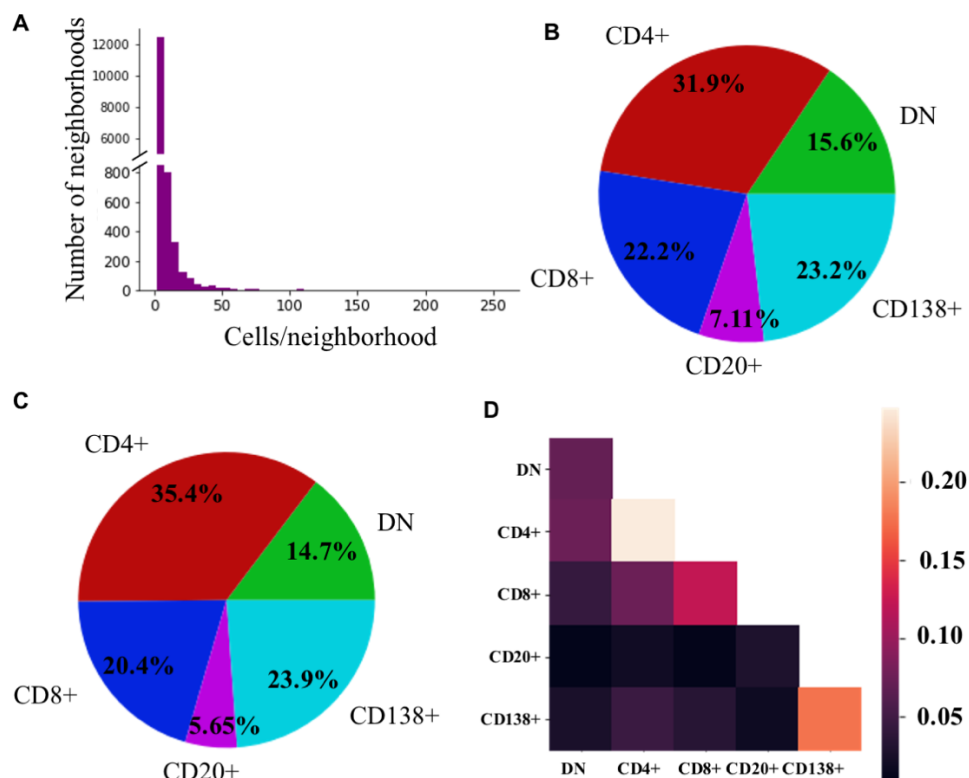 A
Number of neighborhoods
12000
10000
8000
6000
800
600
400
200
0
0 50 100 150 200 250
Cells/neighborhood
B
CD4+
31.9%
DN
15.6%
22.2%
CD8+
23.2%
CD138+
7.11%
CD20+
C
CD4+
35.4%
DN
14.7%
20.4%
CD8+
23.9%
CD138+
5.65%
CD20+
D
DN
CD4+
CD8+
CD20+
CD138+
DN CD4+ CD8+ CD20+ CD138+
0.20
0.15
0.10
0.05